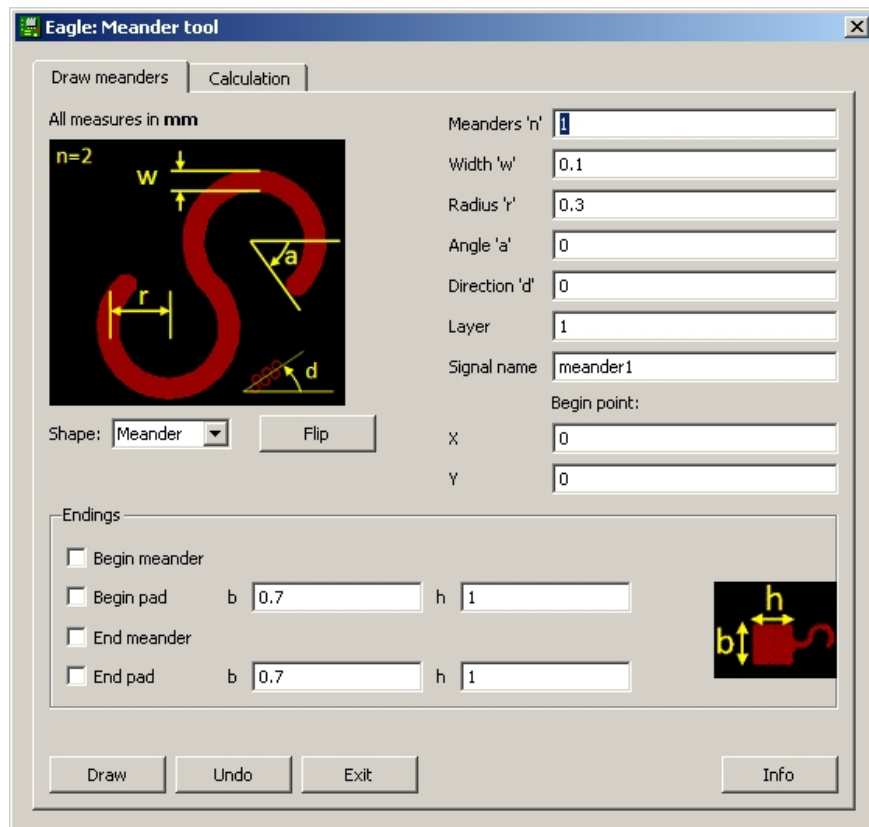 Eagle: Meander tool
Draw meanders
Calculation
All measures in mm
n=2
w
a
r
d
Shape: Meander
Flip
Meanders 'n' 1
Width 'w' 0.1
Radius 'r' 0.3
Angle 'a' 0
Direction 'd' 0
Layer 1
Signal name meander1
Begin point:
X 0
Y 0
Endings
Begin meander
Begin pad b 0.7 h 1
End meander
End pad b 0.7 h 1
h
b
Draw Undo Exit Info